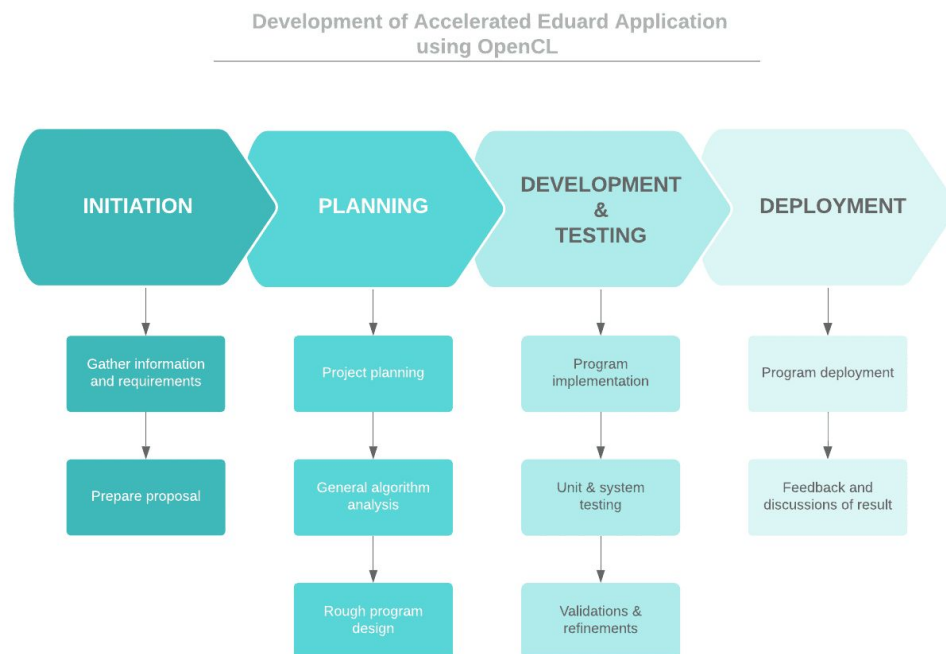 Development of Accelerated Eduard Application
using OpenCL
INITIATION
PLANNING
DEVELOPMENT
&
TESTING
DEPLOYMENT
Gather information
and requirements
Project planning
Program
implementation
Program deployment
Prepare proposal
General algorithm
analysis
Unit & system
testing
Feedback and
discussions of result
Rough program
design
Validations &
refinements